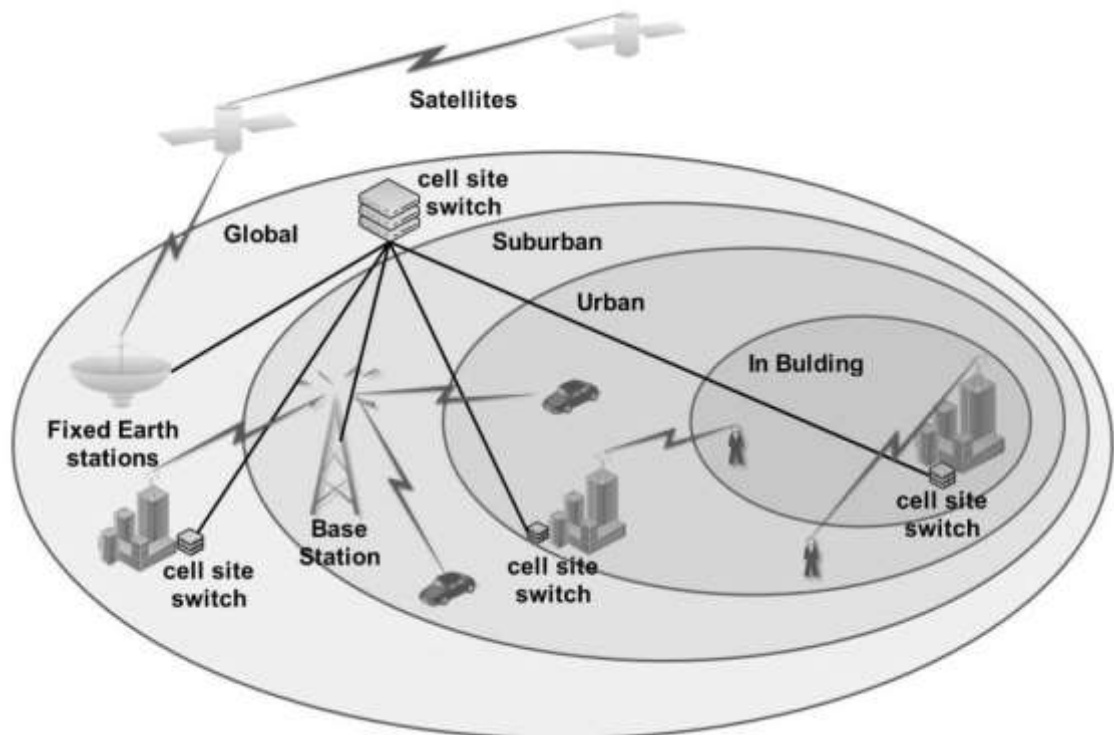 Satellites
cell site
switch
Global
Suburban
Urban
In Bulding
Fixed Earth
stations
Base
Station
cell site
switch
cell site
switch
cell site
switch